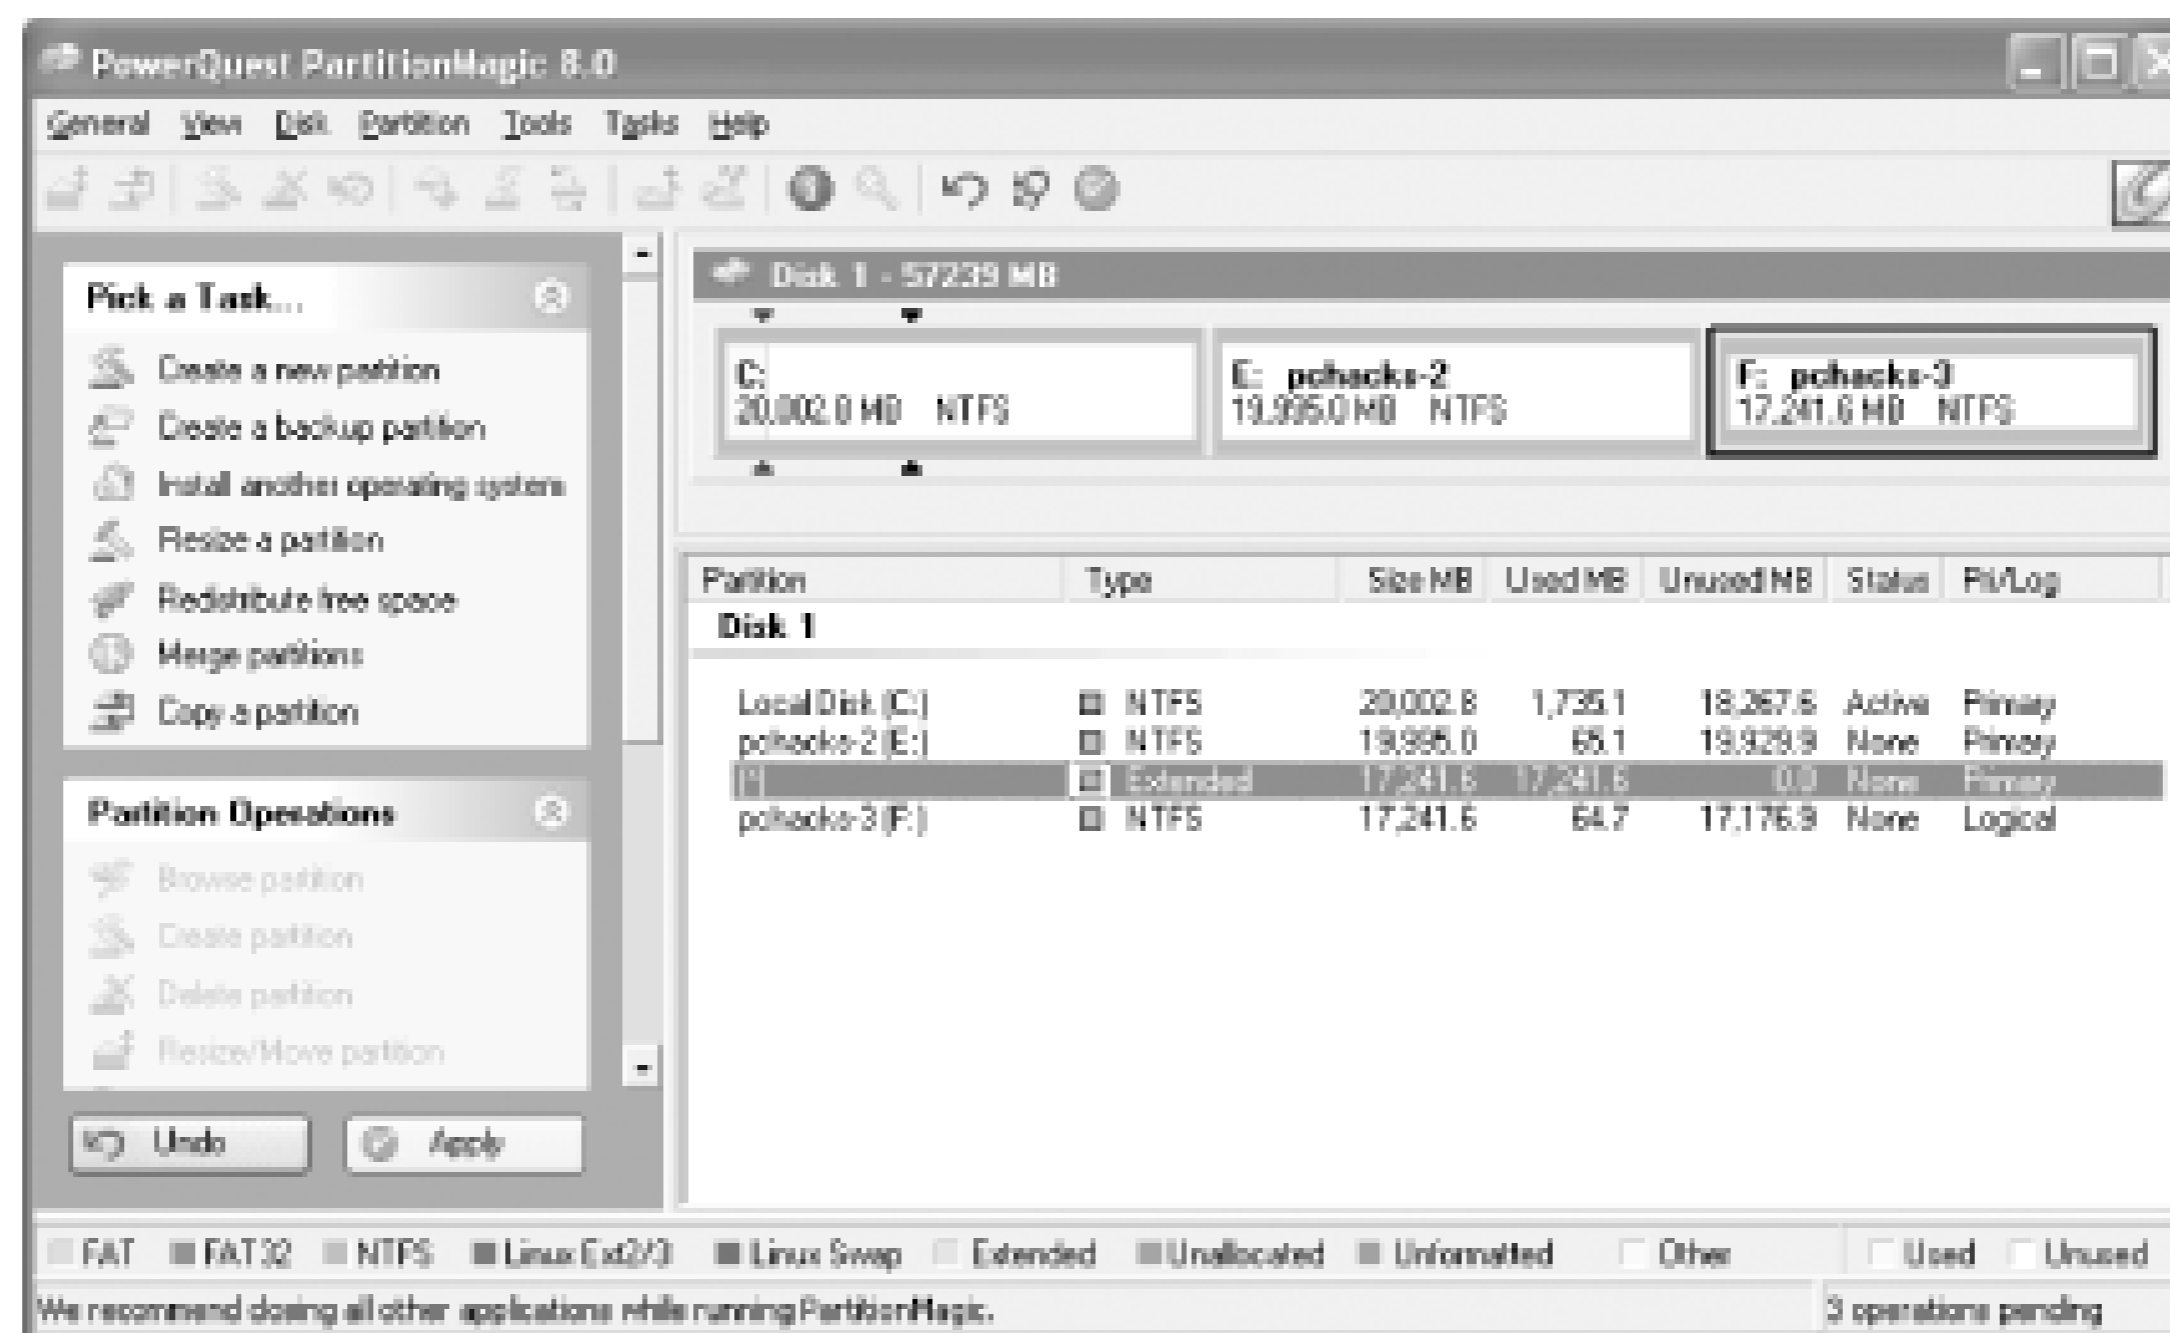 PowerQuest PartitionMagic 8.0
General View Disk Partition Tools Tasks Help
Pick a Task...
Create a new partition
Create a backup partition
Install another operating system
Resize a partition
Redistribute free space
Merge partitions
Copy a partition
Partition Operations
Browse partition
Create partition
Delete partition
Resize/Move partition
Undo Apply
Disk 1 - 57239 MB
C:
20,002.8 MB NTFS
E: pchacks-2
19,995.0 MB NTFS
F: pchacks-3
17,241.6 MB NTFS
Partition Type Size MB Used MB Unused MB Status Pri/Log
Disk 1
Local Disk (C:) NTFS 20,002.8 1,735.1 18,267.6 Active Primary
pchacks-2 (E:) NTFS 19,995.0 65.1 19,929.9 None Primary
(*) Extended 17,241.6 17,241.6 0.0 None Primary
pchacks-3 (F:) NTFS 17,241.6 64.7 17,176.9 None Logical
FAT FAT32 NTFS Linux Ext2/3 Linux Swap Extended Unallocated Unformatted Other Used Unused
We recommend closing all other applications while running PartitionMagic. 3 operations pending